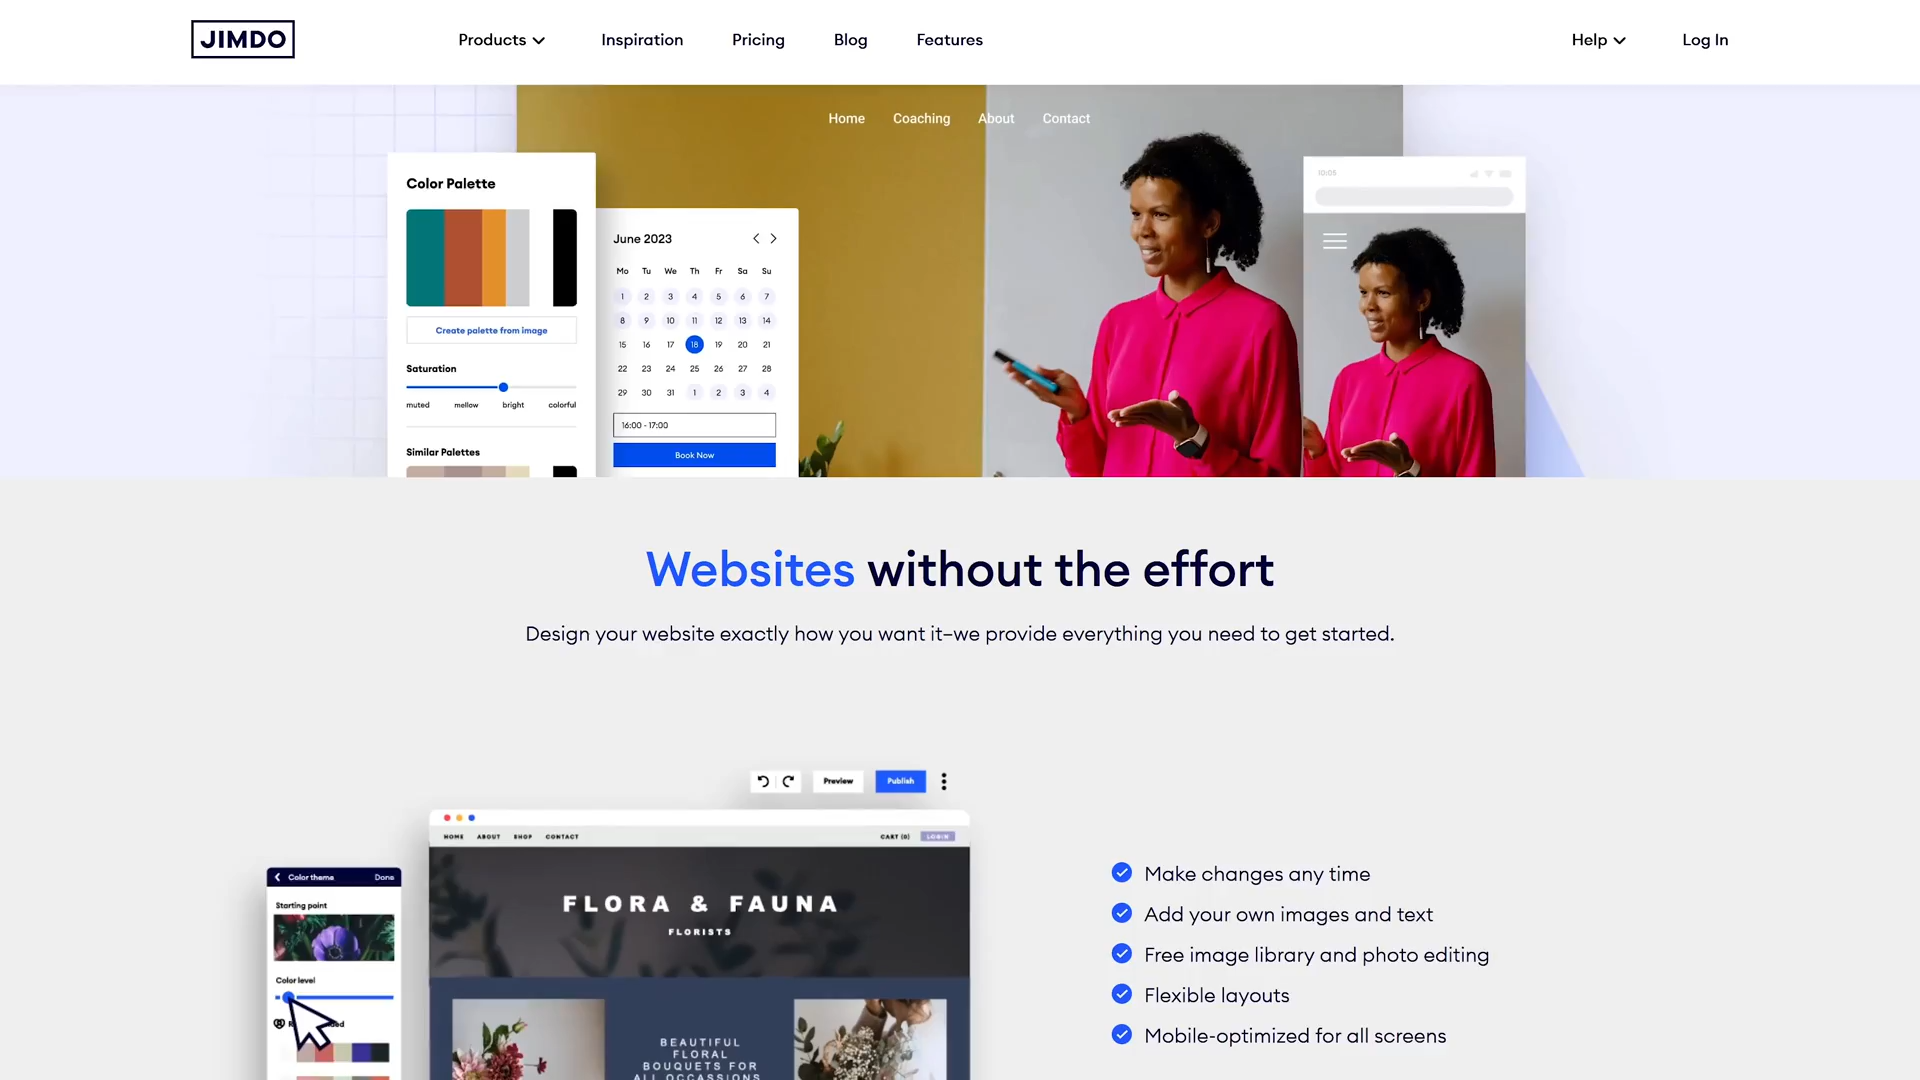 JIMDO
Products
Inspiration
Pricing
Blog
Features
Help
Log In
Home
Coaching
About
Contact
Color Palette
Create palette from image
Saturation
muted
mellow
bright
colorful
Similar Palettes
June 2023
Mo Tu We Th Fr Sa Su
1 2 3 4 5 6 7
8 9 10 11 12 13 14
15 16 17 18 19 20 21
22 23 24 25 26 27 28
29 30 31 1 2 3 4
16:00 - 17:00
Book Now
10:05
Websites without the effort
Design your website exactly how you want it–we provide everything you need to get started.
Preview
Publish
HOME ABOUT SHOP CONTACT
CART (0)
LOGIN
FLORA & FAUNA
FLORISTS
BEAUTIFUL
FLORAL
BOUQUETS FOR
ALL OCCASSIONS
Color theme
Done
Starting point
Color level
Make changes any time
Add your own images and text
Free image library and photo editing
Flexible layouts
Mobile-optimized for all screens